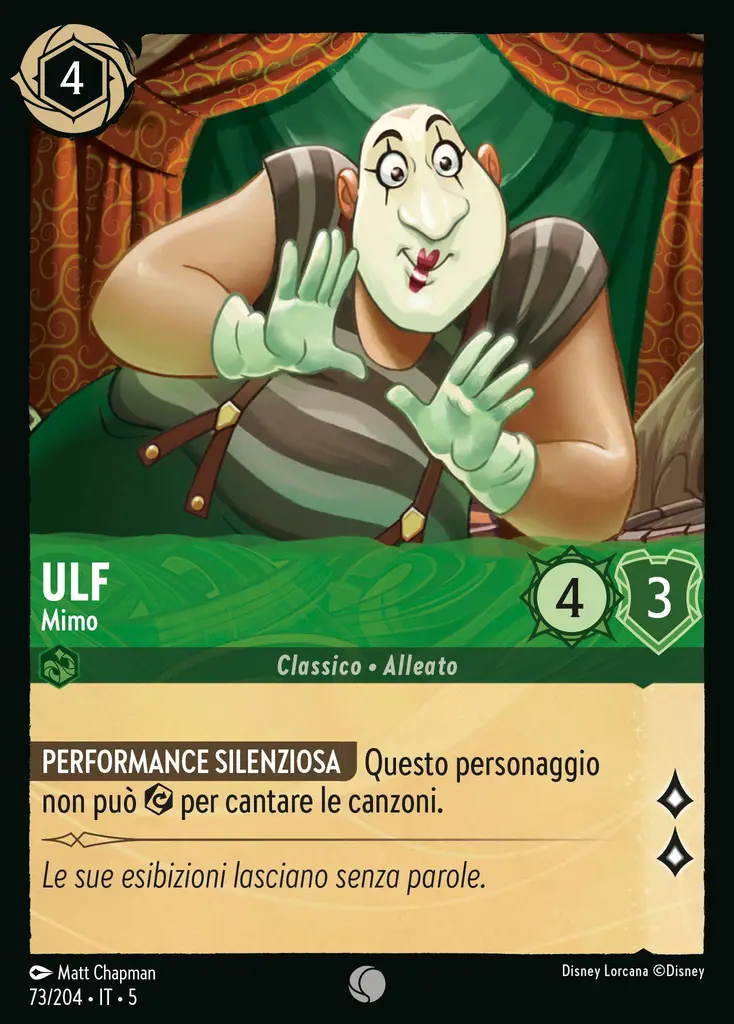 4
ULF
Mimo
4
3
Classico • Alleato
PERFORMANCE SILENZIOSA Questo personaggio
non può per cantare le canzoni.
Le sue esibizioni lasciano senza parole.
Matt Chapman
Disney Lorcana ©Disney
73/204 • IT • 5